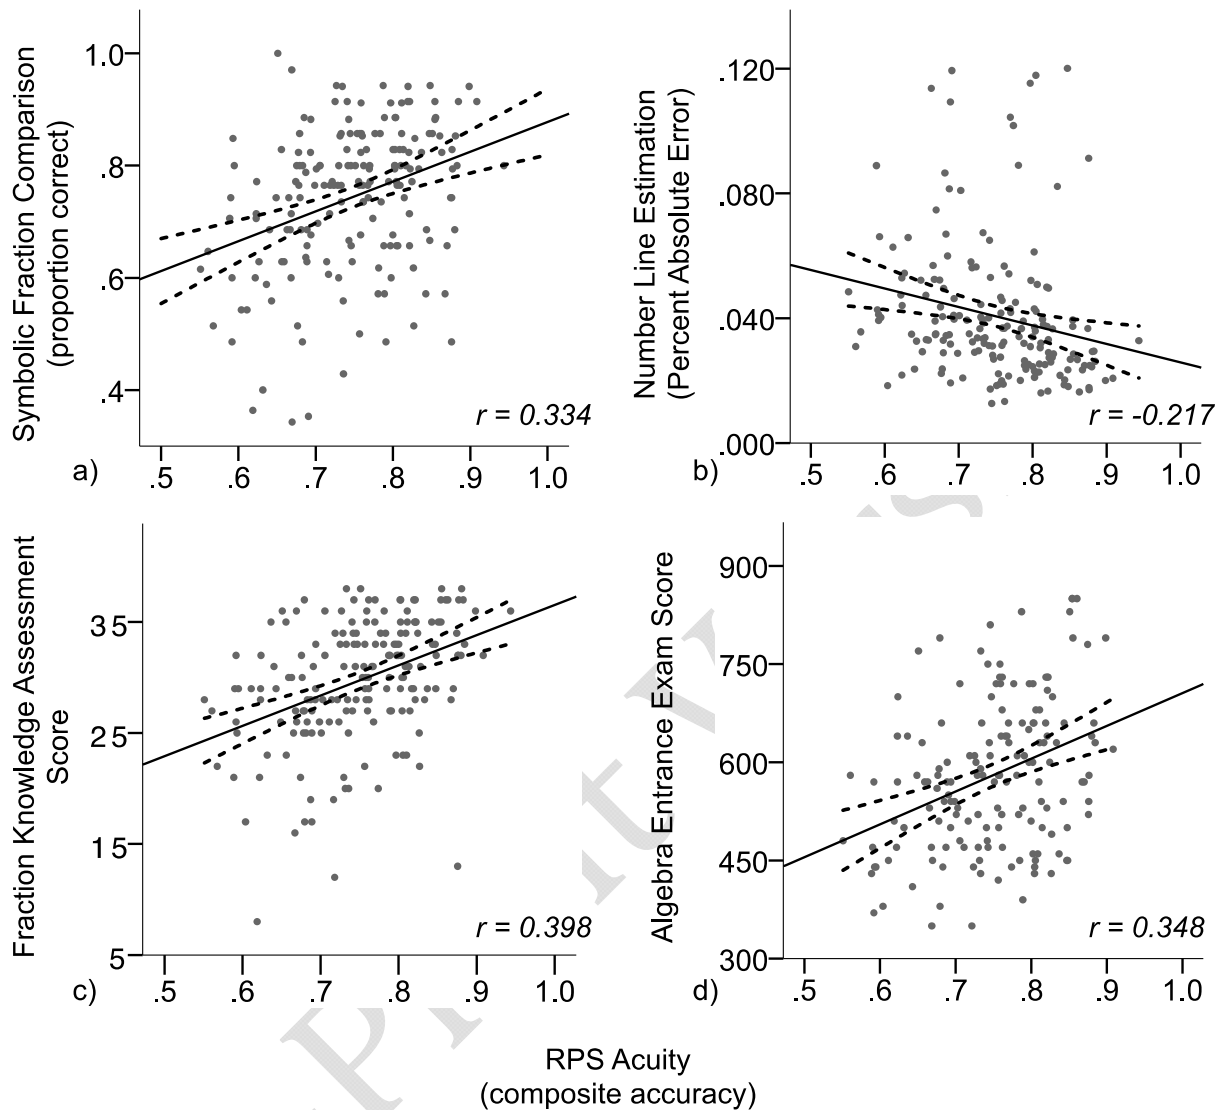 Symbolic Fraction Comparison
(proportion correct)
1.0
.8
.6
.4
r = 0.334
a)
.5 .6 .7 .8 .9 1.0
Number Line Estimation
(Percent Absolute Error)
.120
.080
.040
.000
r = -0.217
b)
.5 .6 .7 .8 .9 1.0
Fraction Knowledge Assessment
Score
35
25
15
5
r = 0.398
c)
.5 .6 .7 .8 .9 1.0
Algebra Entrance Exam Score
900
750
600
450
300
r = 0.348
d)
.5 .6 .7 .8 .9 1.0
RPS Acuity
(composite accuracy)